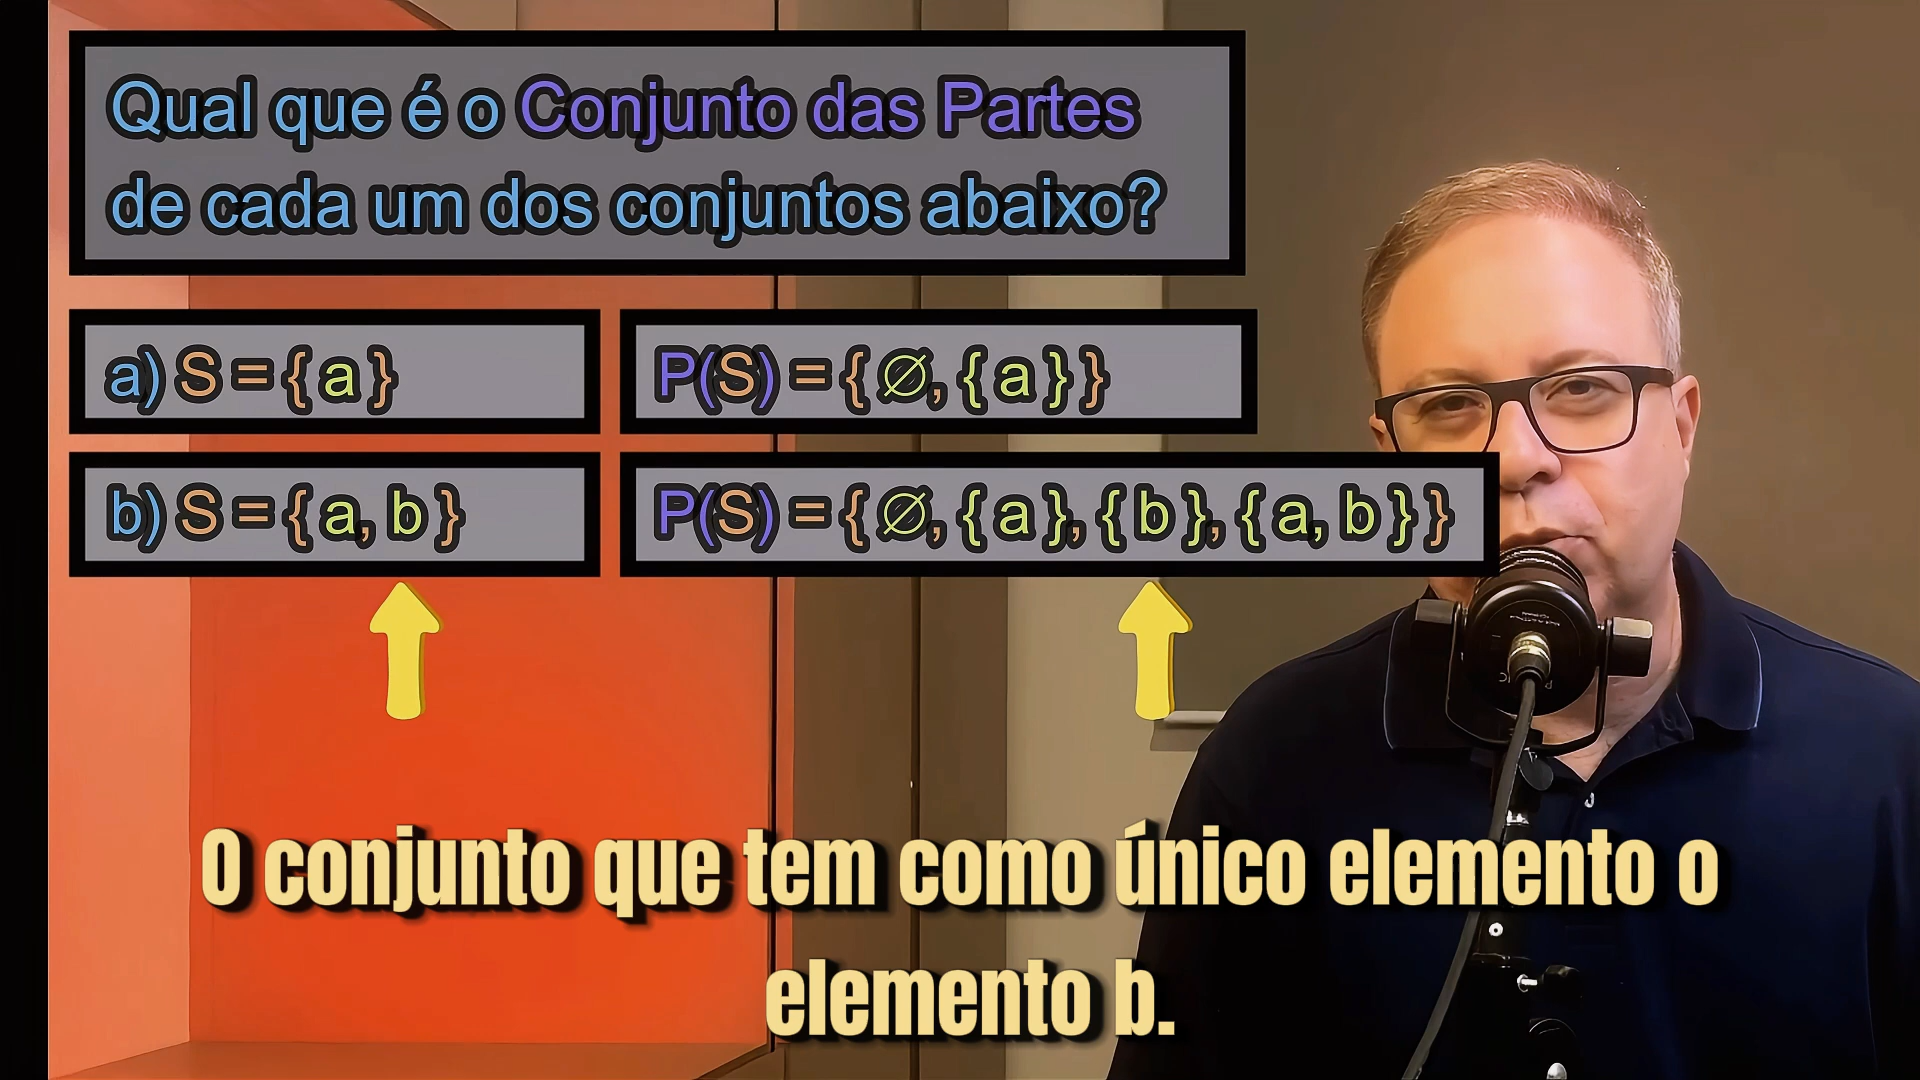 Qual que é o Conjunto das Partes
de cada um dos conjuntos abaixo?
a) S = { a }
P(S) = { ∅, { a } }
b) S = { a, b }
P(S) = { ∅, { a }, { b }, { a, b } }
O conjunto que tem como único elemento o
elemento b.